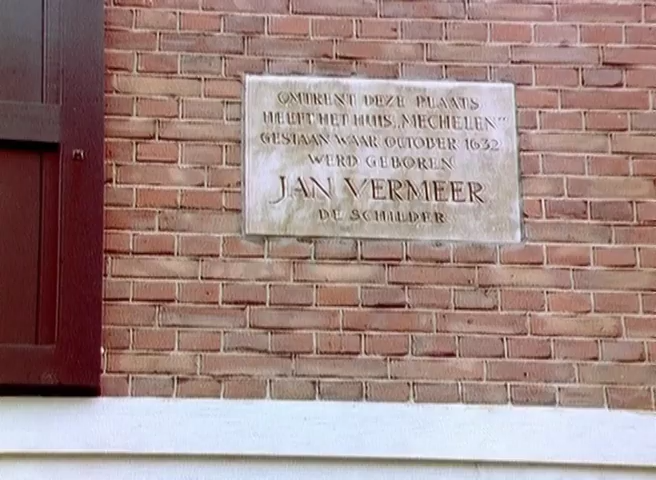 OMTRENT DEZE PLAATS
HEEFT HET HUIS „MECHELEN"
GESTAAN WAAR OCTOBER 1632
WERD GEBOREN
JAN VERMEER
DE SCHILDER